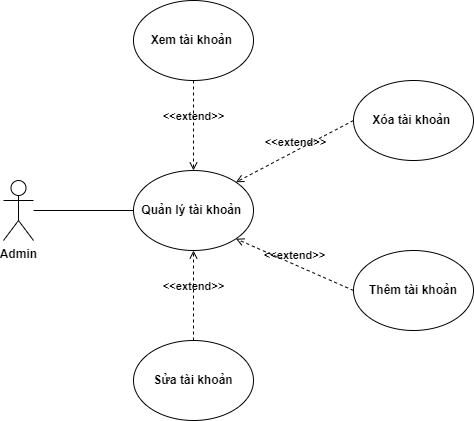 Xem tài khoản
<<extend>>
Xóa tài khoản
<<extend>>
Quản lý tài khoản
Admin
<<extend>>
Thêm tài khoản
<<extend>>
Sửa tài khoản